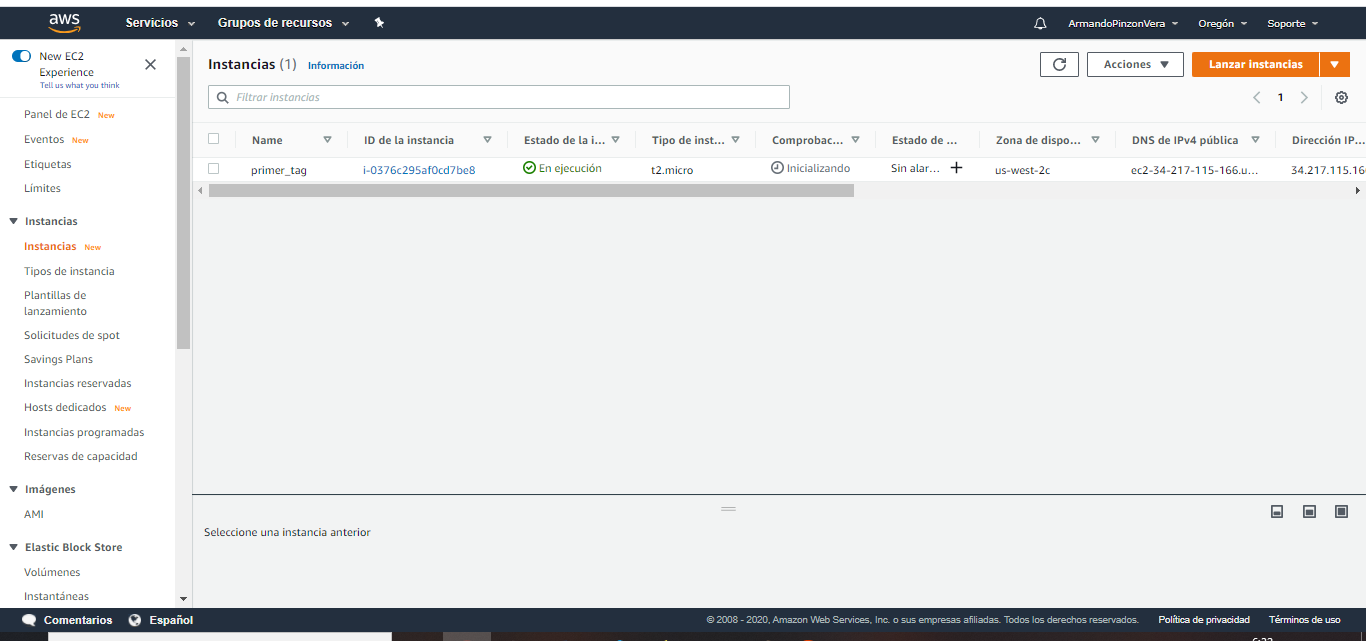 aws Servicios Grupos de recursos ArmandoPinzonVera Oregón Soporte
New EC2
Experience
Tell us what you think
Panel de EC2 New
Eventos New
Etiquetas
Límites
Instancias
Instancias New
Tipos de instancia
Plantillas de
lanzamiento
Solicitudes de spot
Savings Plans
Instancias reservadas
Hosts dedicados New
Instancias programadas
Reservas de capacidad
Imágenes
AMI
Elastic Block Store
Volúmenes
Instantáneas
Instancias (1) Información Acciones Lanzar instancias
Filtrar instancias 1
Name ID de la instancia Estado de la i... Tipo de inst... Comprobac... Estado de ... Zona de dispo... DNS de IPv4 pública Dirección IP...
primer_tag i-0376c295af0cd7be8 En ejecución t2.micro Inicializando Sin alar... us-west-2c ec2-34-217-115-166.u... 34.217.115.16
Seleccione una instancia anterior
Comentarios Español © 2008 - 2020, Amazon Web Services, Inc. o sus empresas afiliadas. Todos los derechos reservados. Política de privacidad Términos de uso